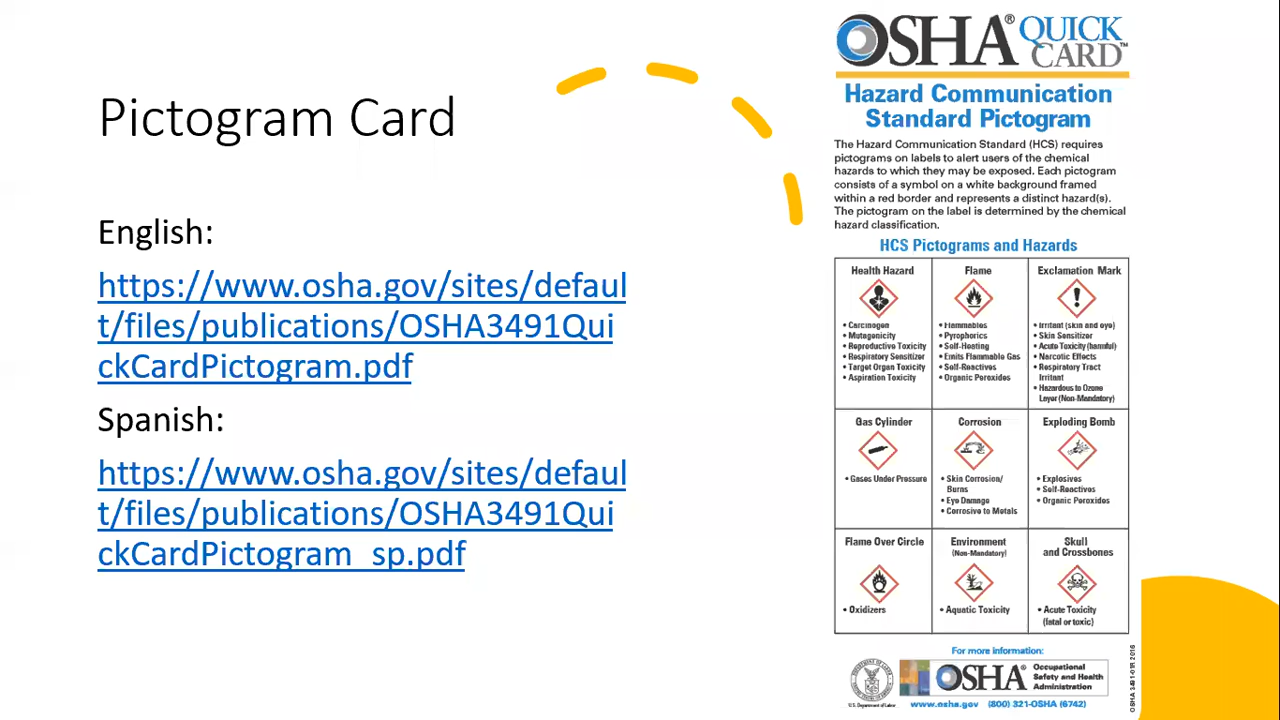 Pictogram Card
English:
https://www.osha.gov/sites/defaul
t/files/publications/OSHA3491Qui
ckCardPictogram.pdf
Spanish:
https://www.osha.gov/sites/defaul
t/files/publications/OSHA3491Qui
ckCardPictogram_sp.pdf
OSHA® QUICK
CARD™
Hazard Communication
Standard Pictogram
The Hazard Communication Standard (HCS) requires
pictograms on labels to alert users of the chemical
hazards to which they may be exposed. Each pictogram
consists of a symbol on a white background framed
within a red border and represents a distinct hazard(s).
The pictogram on the label is determined by the chemical
hazard classification.
HCS Pictograms and Hazards
Health Hazard
• Carcinogen
• Mutagenicity
• Reproductive Toxicity
• Respiratory Sensitizer
• Target Organ Toxicity
• Aspiration Toxicity
Flame
• Flammables
• Pyrophorics
• Self-Heating
• Emits Flammable Gas
• Self-Reactives
• Organic Peroxides
Exclamation Mark
• Irritant (skin and eye)
• Skin Sensitizer
• Acute Toxicity (harmful)
• Narcotic Effects
• Respiratory Tract
Irritant
• Hazardous to Ozone
Layer (Non-Mandatory)
Gas Cylinder
• Gases Under Pressure
Corrosion
• Skin Corrosion/
Burns
• Eye Damage
• Corrosive to Metals
Exploding Bomb
• Explosives
• Self-Reactives
• Organic Peroxides
Flame Over Circle
• Oxidizers
Environment
(Non-Mandatory)
• Aquatic Toxicity
Skull
and Crossbones
• Acute Toxicity
(fatal or toxic)
For more information:
U.S. Department of Labor
OSHA®
Occupational
Safety and Health
Administration
www.osha.gov (800) 321-OSHA (6742)
OSHA 3491-01R 2016